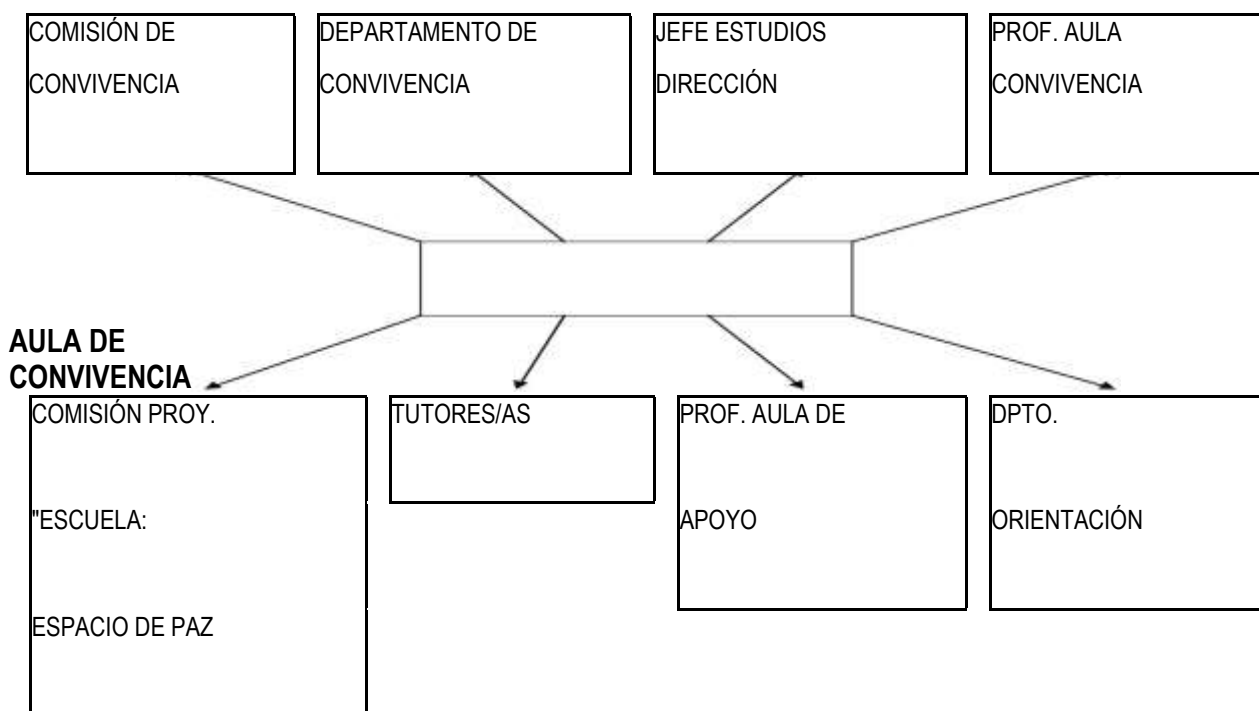 COMISIÓN DE
CONVIVENCIA
DEPARTAMENTO DE
CONVIVENCIA
JEFE ESTUDIOS
DIRECCIÓN
PROF. AULA
CONVIVENCIA
AULA DE
CONVIVENCIA
COMISIÓN PROY.
"ESCUELA:
ESPACIO DE PAZ
TUTORES/AS
PROF. AULA DE
APOYO
DPTO.
ORIENTACIÓN